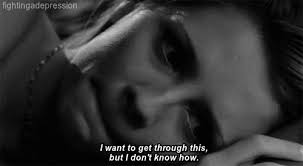 fightingadepression
I want to get through this,
but I don't know how.